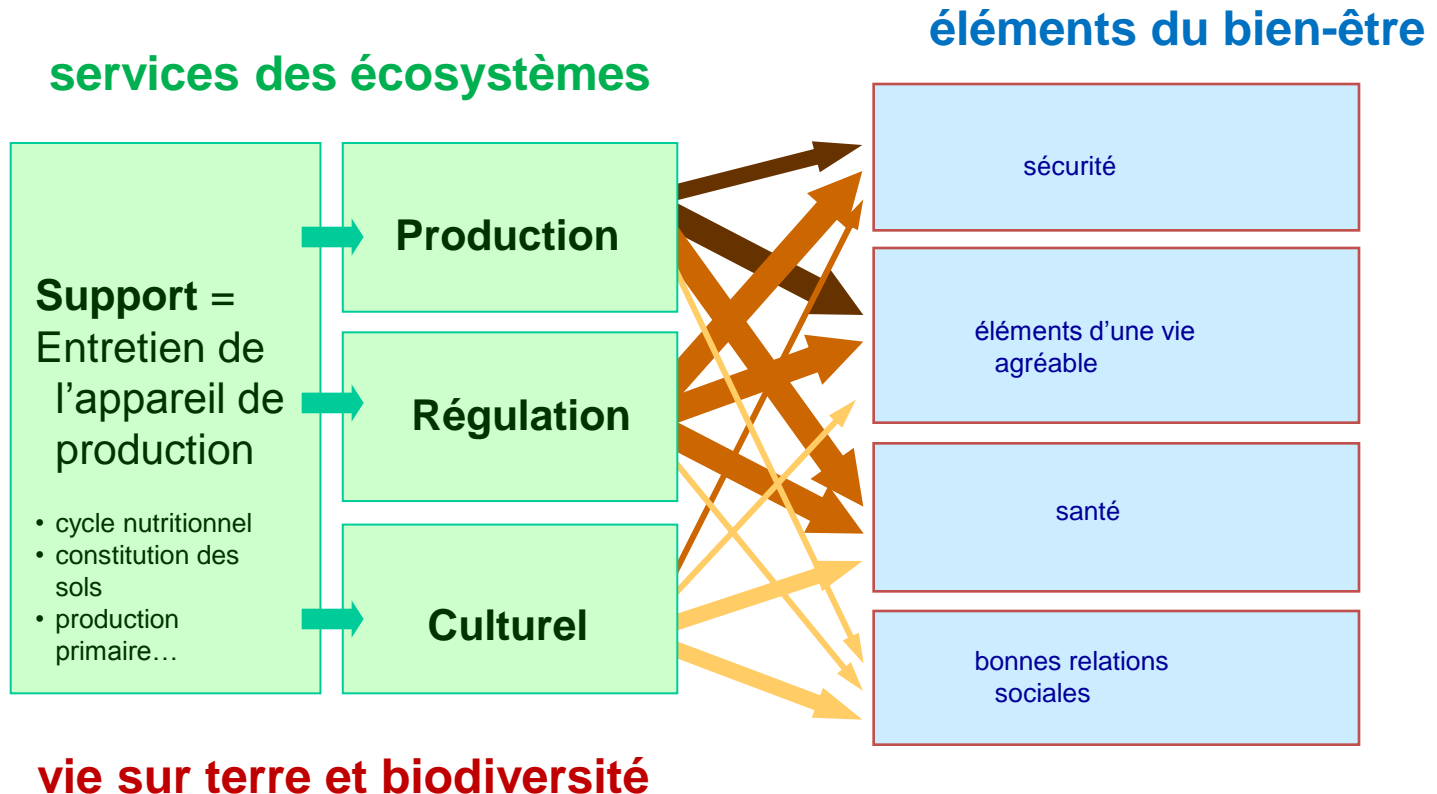 éléments du bien-être
services des écosystèmes
Support =
Entretien de
l’appareil de
production
• cycle nutritionnel
• constitution des
sols
• production
primaire…
Production
Régulation
Culturel
sécurité
éléments d’une vie
agréable
santé
bonnes relations
sociales
vie sur terre et biodiversité